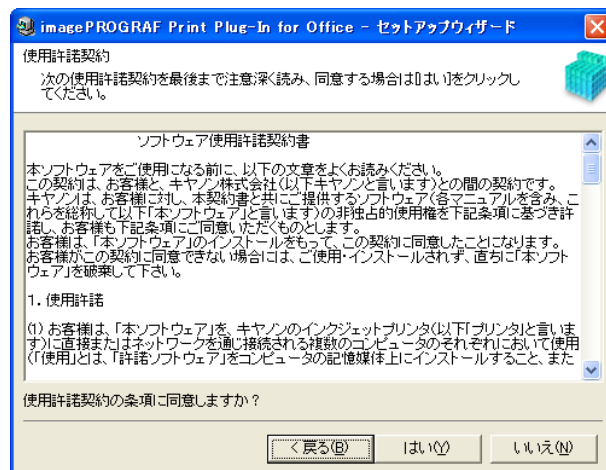 imagePROGRAF Print Plug-In for Office - セットアップウィザード
使用許諾契約
次の使用許諾契約を最後まで注意深く読み、同意する場合は[はい]をクリックし
てください。
ソフトウェア使用許諾契約書
本ソフトウェアをご使用になる前に、以下の文章をよくお読みください。
この契約は、お客様と、キヤノン株式会社(以下キヤノンと言います)との間の契約です。
キヤノンは、お客様に対し、本契約書と共にご提供するソフトウェア(各マニュアルを含み、こ
れらを総称して以下「本ソフトウェア」と言います)の非独占的使用権を下記条項に基づき許
諾し、お客様も下記条項にご同意いただくものとします。
お客様は、「本ソフトウェア」のインストールをもって、この契約に同意したことになります。
お客様がこの契約に同意できない場合には、ご使用・インストールされず、直ちに「本ソフト
ウェア」を破棄して下さい。
1. 使用許諾
(1) お客様は、「本ソフトウェア」を、キヤノンのインクジェットプリンタ(以下「プリンタ」と言いま
す)に直接またはネットワークを通じ接続される複数のコンピュータのそれぞれにおいて使用
(「使用」とは、「許諾ソフトウェア」をコンピュータの記憶媒体上にインストールすること、また
使用許諾契約の条項に同意しますか?
< 戻る(B)
はい(Y)
いいえ(N)